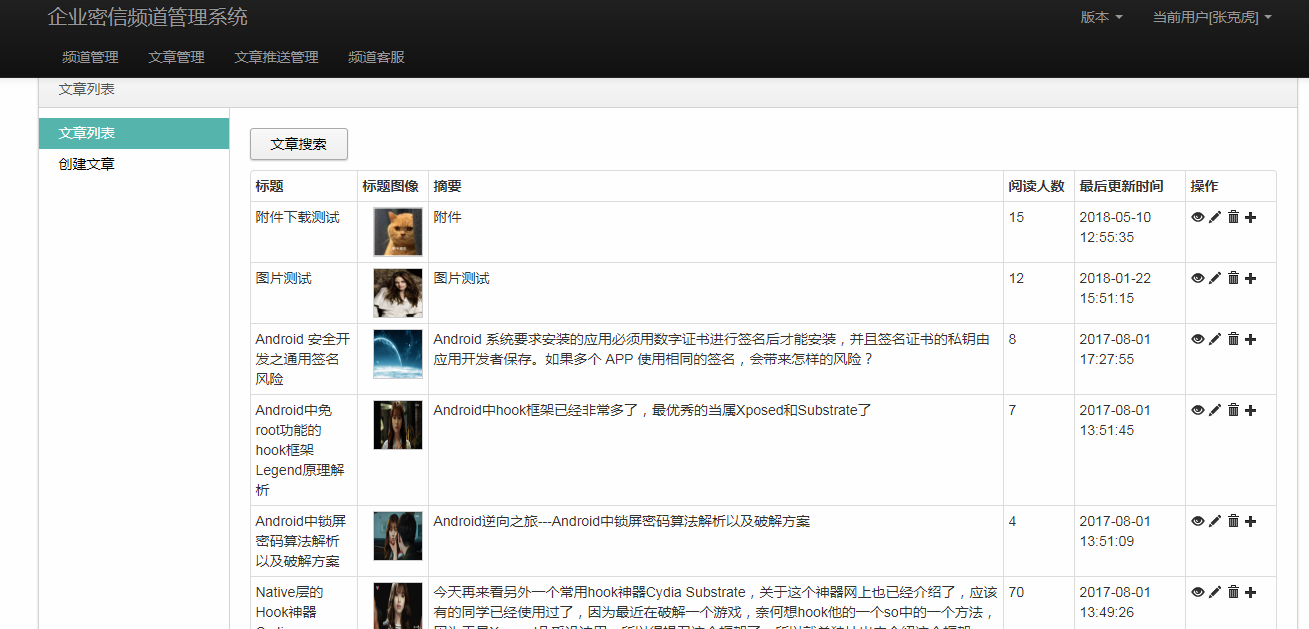 企业密信频道管理系统
版本
当前用户[张克虎]
频道管理 文章管理 文章推送管理 频道客服
文章列表
文章列表
创建文章
文章搜索
标题 标题图像 摘要 阅读人数 最后更新时间 操作
附件下载测试
附件
15
2018-05-10
12:55:35
图片测试
图片测试
12
2018-01-22
15:51:15
Android 安全开
发之通用签名
风险
Android 系统要求安装的应用必须用数字证书进行签名后才能安装，并且签名证书的私钥由
应用开发者保存。如果多个 APP 使用相同的签名，会带来怎样的风险？
8
2017-08-01
17:27:55
Android中免
root功能的
hook框架
Legend原理解
析
Android中hook框架已经非常多了，最优秀的当属Xposed和Substrate了
7
2017-08-01
13:51:45
Android中锁屏
密码算法解析
以及破解方案
Android逆向之旅---Android中锁屏密码算法解析以及破解方案
4
2017-08-01
13:51:09
Native层的
Hook神器
今天再来看另外一个常用hook神器Cydia Substrate，关于这个神器网上也已经介绍了，应该
有的同学已经使用过了，因为最近在破解一个游戏，奈何想hook他的一个so中的一个方法，
70
2017-08-01
13:49:26